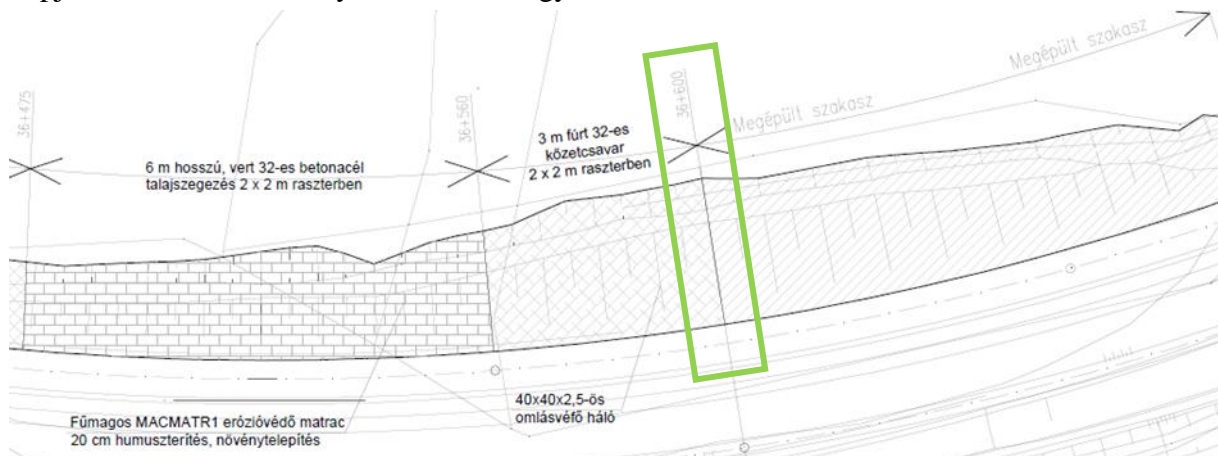 36+475
6 m hosszú, vert 32-es betonacél
talajszegezés 2 x 2 m raszterben
36+560
3 m fúrt 32-es
kőzetcsavar
2 x 2 m raszterben
36+600
Megépült szakasz
Megépült szakasz
Fűmagos MACMATR1 erózióvédő matrac
20 cm humuszterítés, növénytelepítés
40x40x2,5-ös
omlásvéfő háló